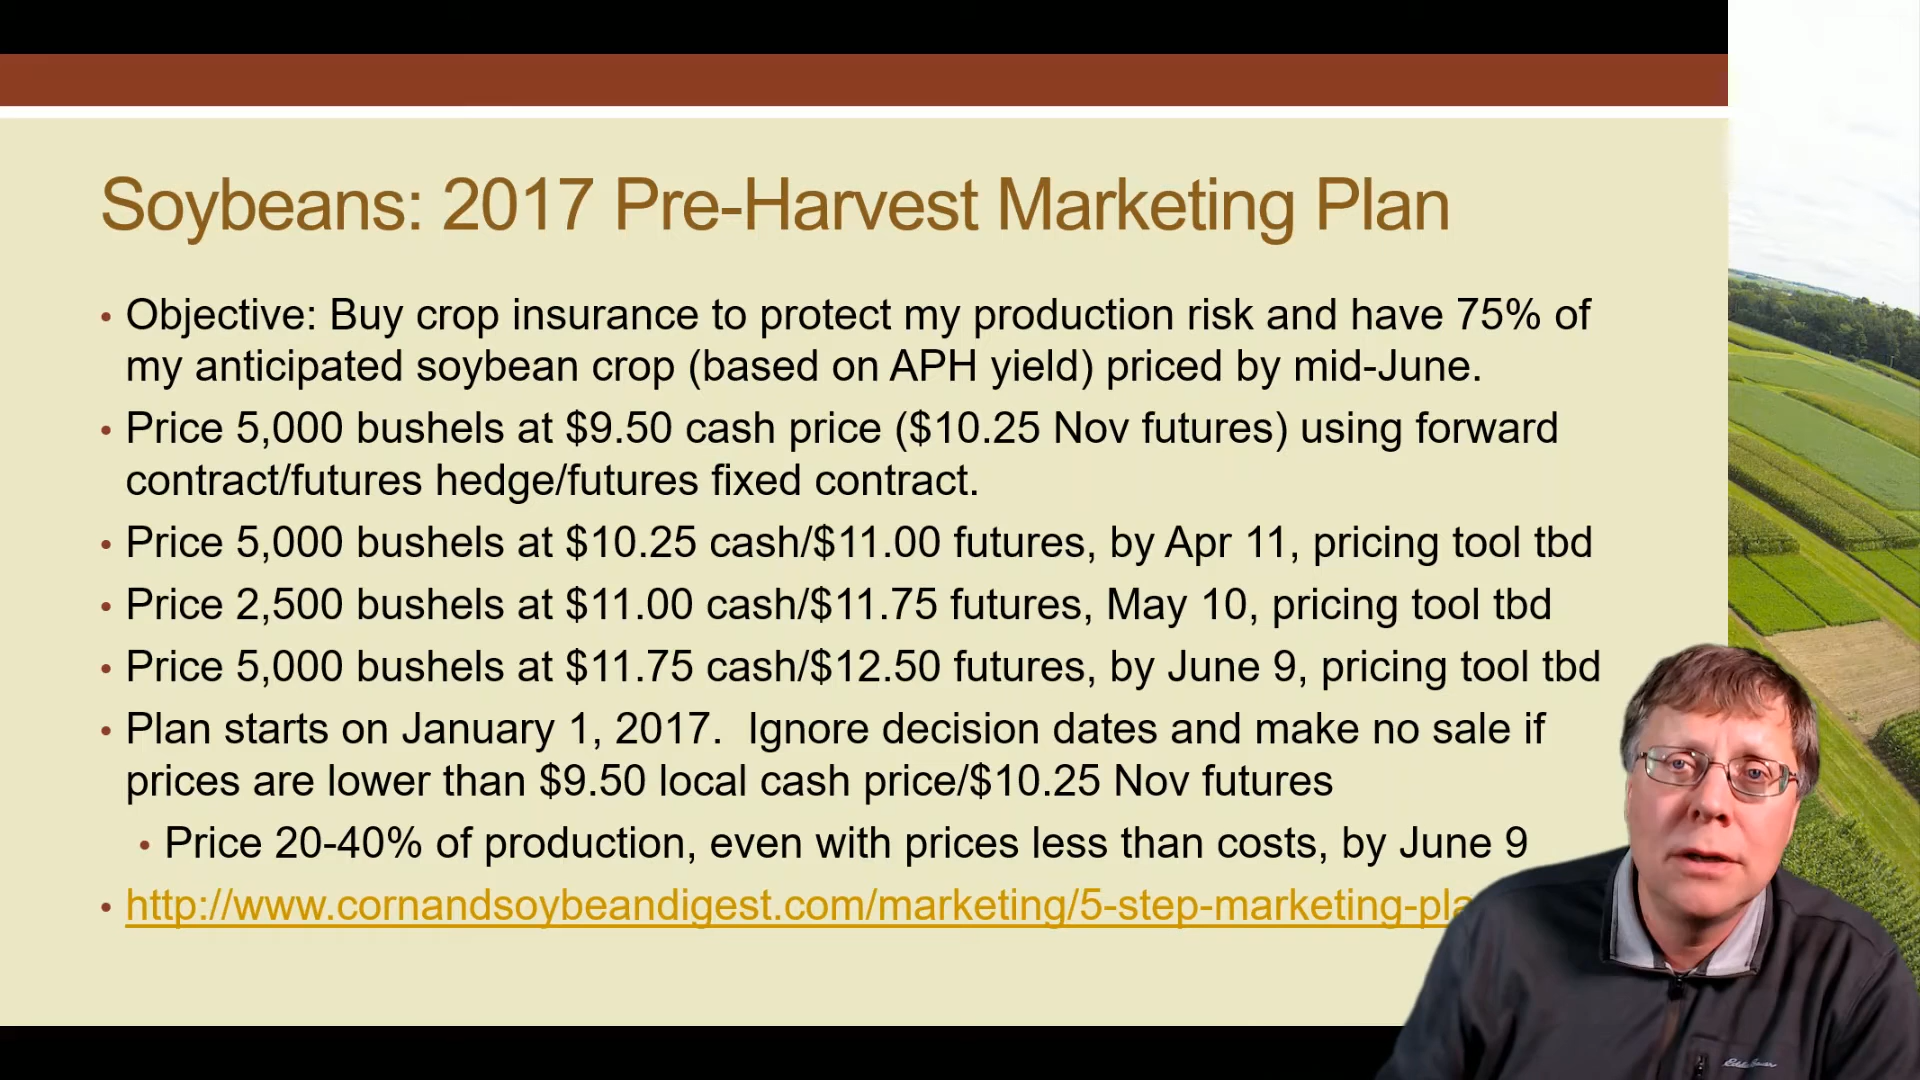 Soybeans: 2017 Pre-Harvest Marketing Plan
• Objective: Buy crop insurance to protect my production risk and have 75% of
my anticipated soybean crop (based on APH yield) priced by mid-June.
• Price 5,000 bushels at $9.50 cash price ($10.25 Nov futures) using forward
contract/futures hedge/futures fixed contract.
• Price 5,000 bushels at $10.25 cash/$11.00 futures, by Apr 11, pricing tool tbd
• Price 2,500 bushels at $11.00 cash/$11.75 futures, May 10, pricing tool tbd
• Price 5,000 bushels at $11.75 cash/$12.50 futures, by June 9, pricing tool tbd
• Plan starts on January 1, 2017.  Ignore decision dates and make no sale if
prices are lower than $9.50 local cash price/$10.25 Nov futures
• Price 20-40% of production, even with prices less than costs, by June 9
• http://www.cornandsoybeandigest.com/marketing/5-step-marketing-pla